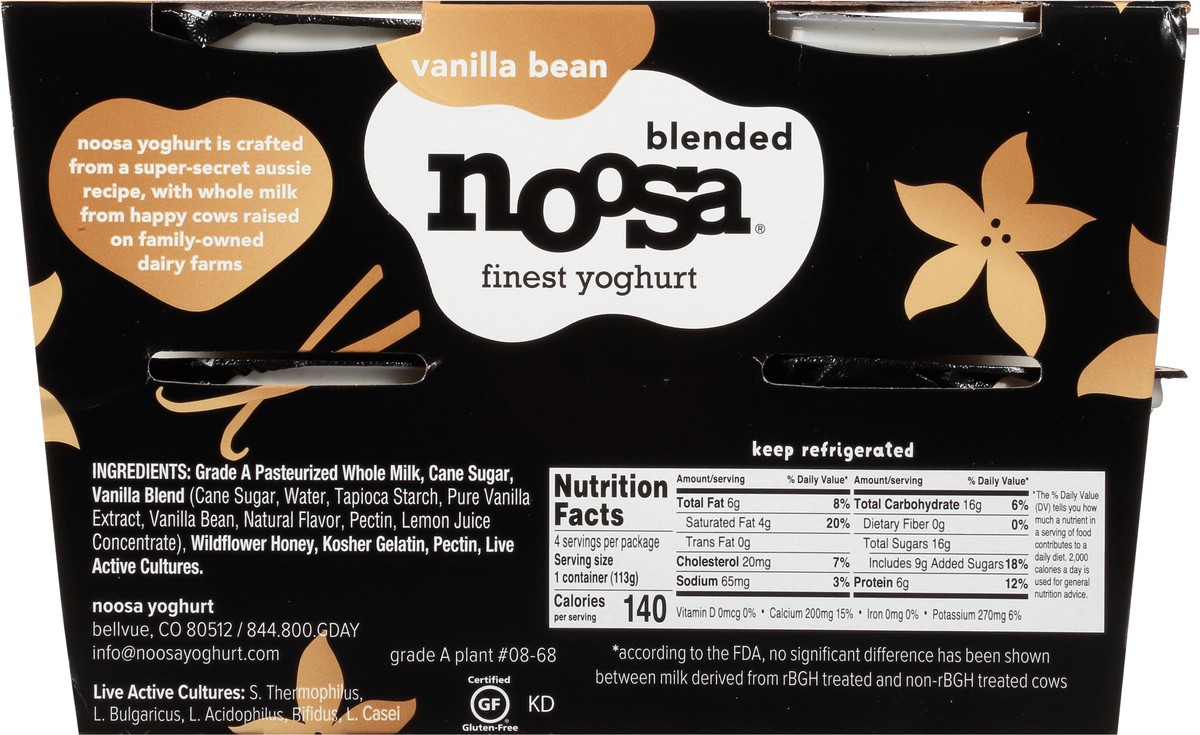 vanilla bean
blended
noosa®
finest yoghurt
noosa yoghurt is crafted
from a super-secret aussie
recipe, with whole milk
from happy cows raised
on family-owned
dairy farms
INGREDIENTS: Grade A Pasteurized Whole Milk, Cane Sugar,
Vanilla Blend (Cane Sugar, Water, Tapioca Starch, Pure Vanilla
Extract, Vanilla Bean, Natural Flavor, Pectin, Lemon Juice
Concentrate), Wildflower Honey, Kosher Gelatin, Pectin, Live
Active Cultures.
noosa yoghurt
bellvue, CO 80512 / 844.800.GDAY
info@noosayoghurt.com
grade A plant #08-68
Live Active Cultures: S. Thermophilus,
L. Bulgaricus, L. Acidophilus, Bifidus, L. Casei
Certified
GF®
Gluten-Free
KD
keep refrigerated
Nutrition
Facts
4 servings per package
Serving size
1 container (113g)
Calories
per serving
140
Amount/serving % Daily Value*
Total Fat 6g 8%
Saturated Fat 4g 20%
Trans Fat 0g
Cholesterol 20mg 7%
Sodium 65mg 3%
Amount/serving % Daily Value*
Total Carbohydrate 16g 6%
Dietary Fiber 0g 0%
Total Sugars 16g
Includes 9g Added Sugars 18%
Protein 6g 12%
Vitamin D 0mcg 0% • Calcium 200mg 15% • Iron 0mg 0% • Potassium 270mg 6%
*The % Daily Value
(DV) tells you how
much a nutrient in
a serving of food
contributes to a
daily diet. 2,000
calories a day is
used for general
nutrition advice.
*according to the FDA, no significant difference has been shown
between milk derived from rBGH treated and non-rBGH treated cows